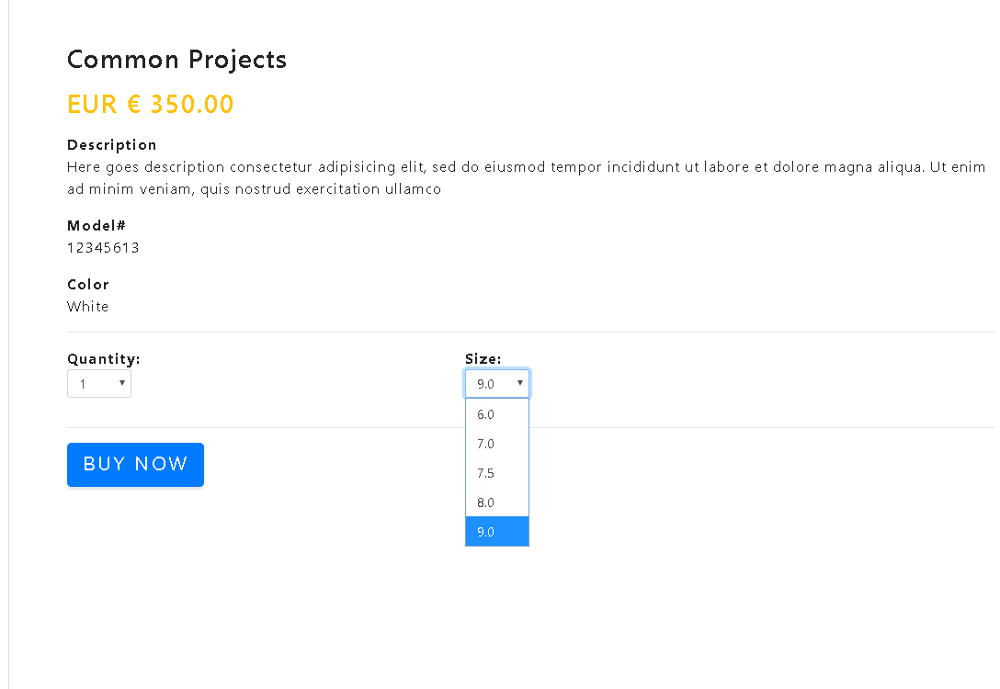 Common Projects
EUR € 350.00
Description
Here goes description consectetur adipisicing elit, sed do eiusmod tempor incididunt ut labore et dolore magna aliqua. Ut enim
ad minim veniam, quis nostrud exercitation ullamco
Model#
12345613
Color
White
Quantity: Size:
1 9.0
6.0
7.0
7.5
8.0
9.0
BUY NOW